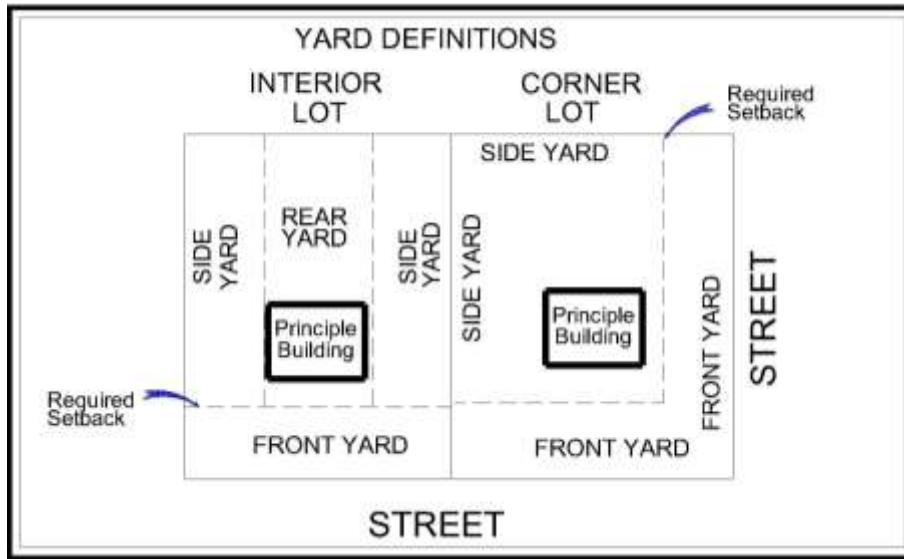 YARD DEFINITIONS
INTERIOR
LOT
CORNER
LOT
Required
Setback
SIDE YARD
SIDE
YARD
REAR
YARD
SIDE
YARD
SIDE YARD
Principle
Building
Principle
Building
FRONT YARD
STREET
Required
Setback
FRONT YARD
FRONT YARD
STREET